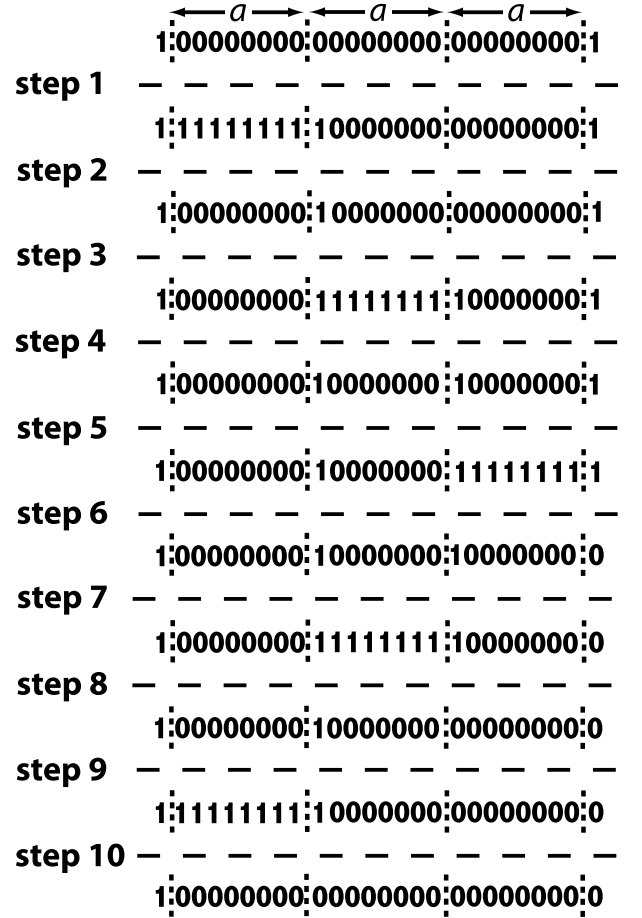 a a a
1 00000000 00000000 00000000 1
step 1
1 11111111 10000000 00000000 1
step 2
1 00000000 10000000 00000000 1
step 3
1 00000000 11111111 10000000 1
step 4
1 00000000 10000000 10000000 1
step 5
1 00000000 10000000 11111111 1
step 6
1 00000000 10000000 10000000 0
step 7
1 00000000 11111111 10000000 0
step 8
1 00000000 10000000 00000000 0
step 9
1 11111111 10000000 00000000 0
step 10
1 00000000 00000000 00000000 0